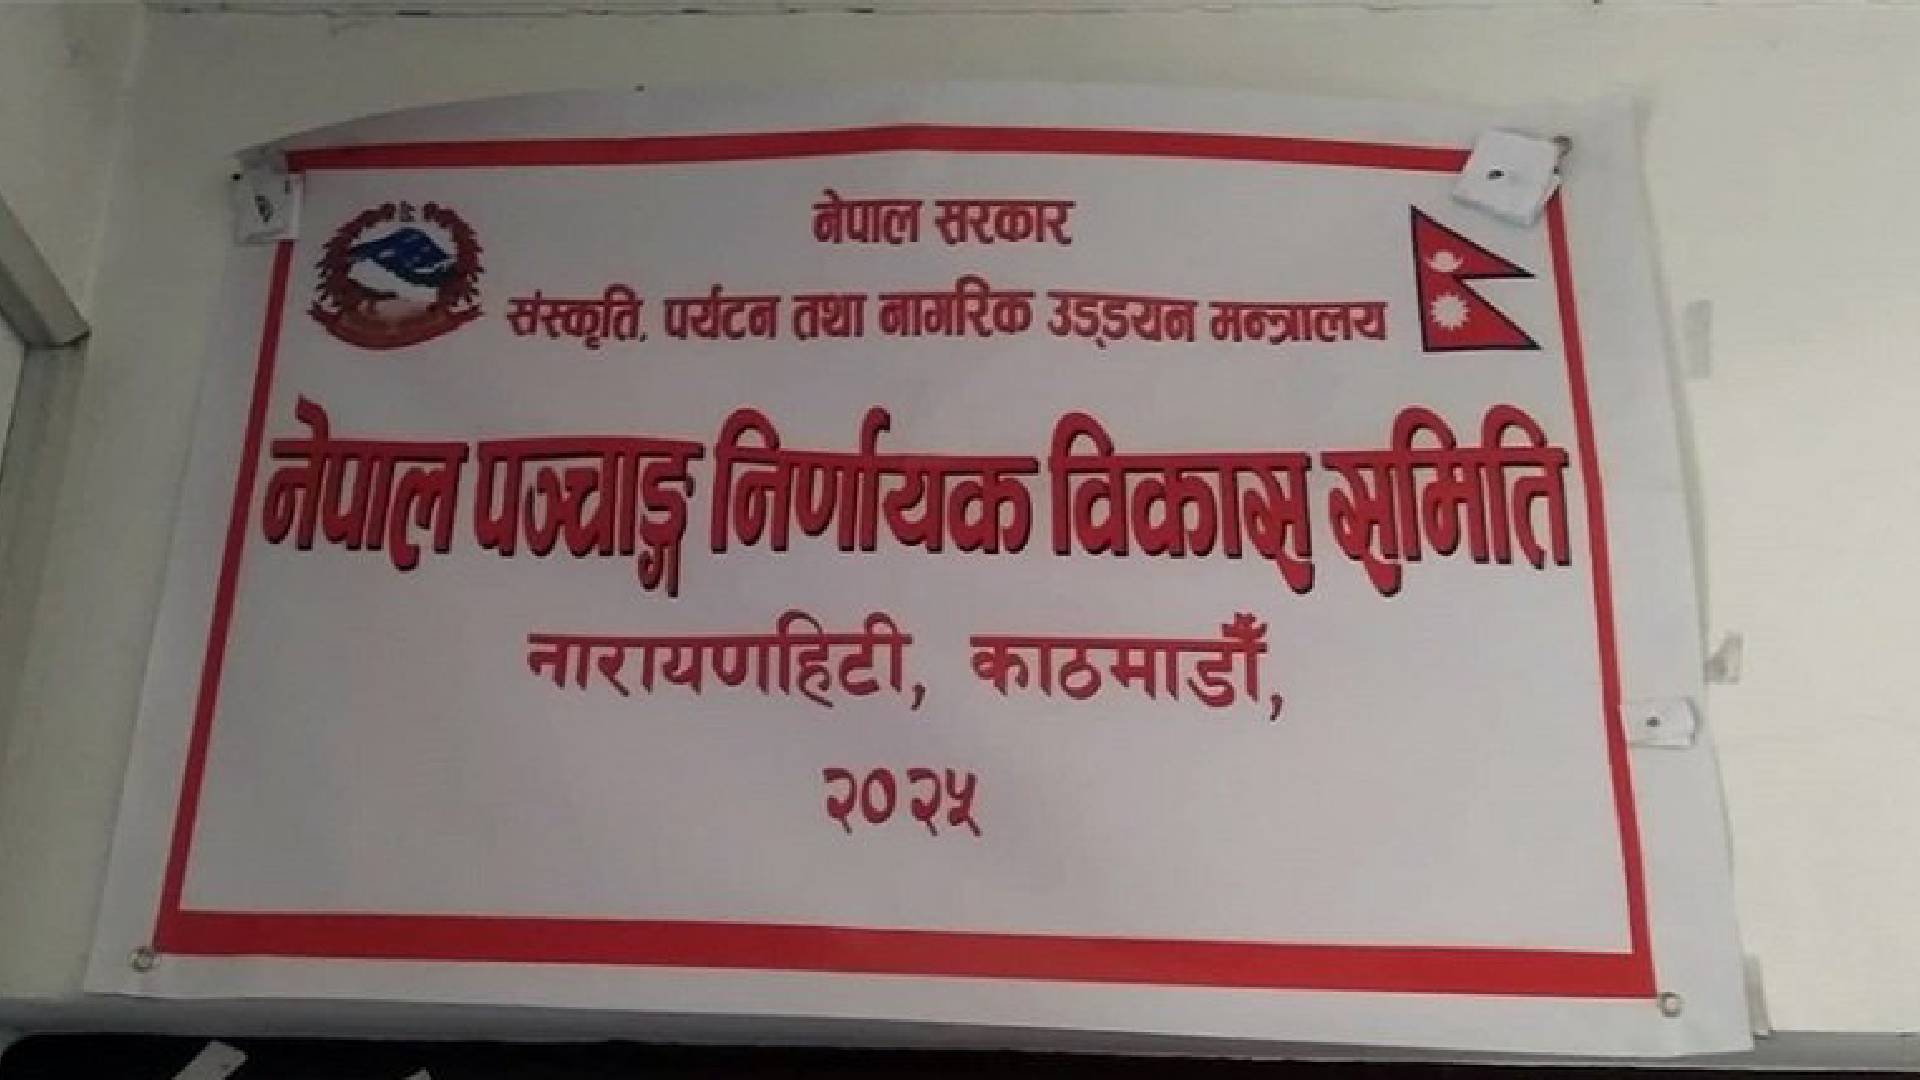 नेपाल सरकार
संस्कृति, पर्यटन तथा नागरिक उड्डयन मन्त्रालय
नेपाल पञ्चाङ्ग निर्णायक विकास समिति
नारायणहिटी, काठमाडौँ,
२०२५